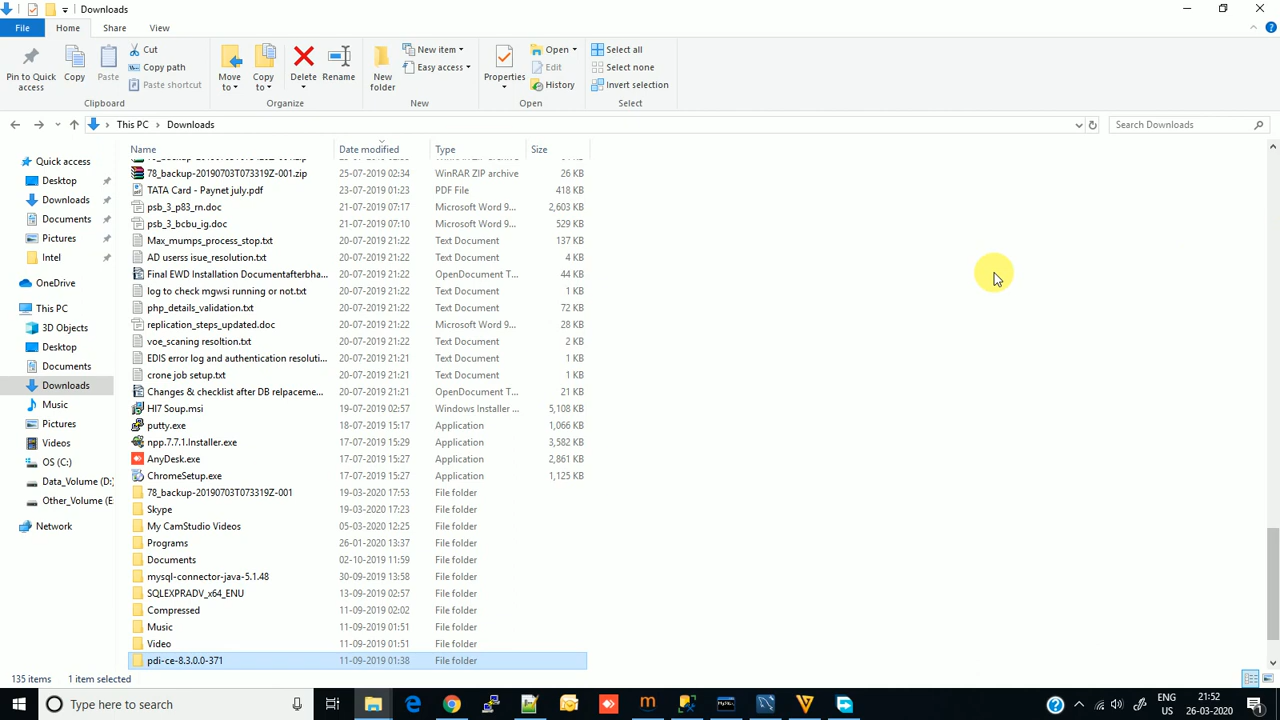 Downloads
File Home Share View
Pin to Quick access
Copy
Paste
Cut
Copy path
Paste shortcut
Clipboard
Move to
Copy to
Delete
Rename
Organize
New folder
New item
Easy access
New
Properties
Open
Edit
History
Open
Select all
Select none
Invert selection
Select
This PC > Downloads
Search Downloads
Name Date modified Type Size
78_backup-20190703T073319Z-001.zip 25-07-2019 02:34 WinRAR ZIP archive 26 KB
TATA Card - Paynet july.pdf 23-07-2019 01:23 PDF File 418 KB
psb_3_p83_rn.doc 21-07-2019 07:17 Microsoft Word 9... 2,603 KB
psb_3_bcbu_ig.doc 21-07-2019 07:10 Microsoft Word 9... 529 KB
Max_mumps_process_stop.txt 20-07-2019 21:22 Text Document 137 KB
AD userss isue_resolution.txt 20-07-2019 21:22 Text Document 4 KB
Final EWD Installation Documentafterbha... 20-07-2019 21:22 OpenDocument T... 44 KB
log to check mgwsi running or not.txt 20-07-2019 21:22 Text Document 1 KB
php_details_validation.txt 20-07-2019 21:22 Text Document 72 KB
replication_steps_updated.doc 20-07-2019 21:22 Microsoft Word 9... 28 KB
voe_scaning resoltion.txt 20-07-2019 21:22 Text Document 2 KB
EDIS error log and authentication resoluti... 20-07-2019 21:21 Text Document 1 KB
crone job setup.txt 20-07-2019 21:21 Text Document 1 KB
Changes & checklist after DB relpaceme... 20-07-2019 21:21 OpenDocument T... 21 KB
HI7 Soup.msi 19-07-2019 02:57 Windows Installer ... 5,108 KB
putty.exe 18-07-2019 15:17 Application 1,066 KB
npp.7.7.1.Installer.exe 17-07-2019 15:29 Application 3,582 KB
AnyDesk.exe 17-07-2019 15:27 Application 2,861 KB
ChromeSetup.exe 17-07-2019 15:27 Application 1,125 KB
78_backup-20190703T073319Z-001 19-03-2020 17:53 File folder
Skype 19-03-2020 17:23 File folder
My CamStudio Videos 05-03-2020 12:25 File folder
Programs 26-01-2020 13:37 File folder
Documents 02-10-2019 11:59 File folder
mysql-connector-java-5.1.48 30-09-2019 13:58 File folder
SQLEXPRADV_x64_ENU 13-09-2019 02:57 File folder
Compressed 11-09-2019 02:02 File folder
Music 11-09-2019 01:51 File folder
Video 11-09-2019 01:51 File folder
pdi-ce-8.3.0.0-371 11-09-2019 01:38 File folder
Quick access
Desktop
Downloads
Documents
Pictures
Intel
OneDrive
This PC
3D Objects
Desktop
Documents
Downloads
Music
Pictures
Videos
OS (C:)
Data_Volume (D:)
Other_Volume (E
Network
135 items 1 item selected
Type here to search
ENG
US
21:52
26-03-2020